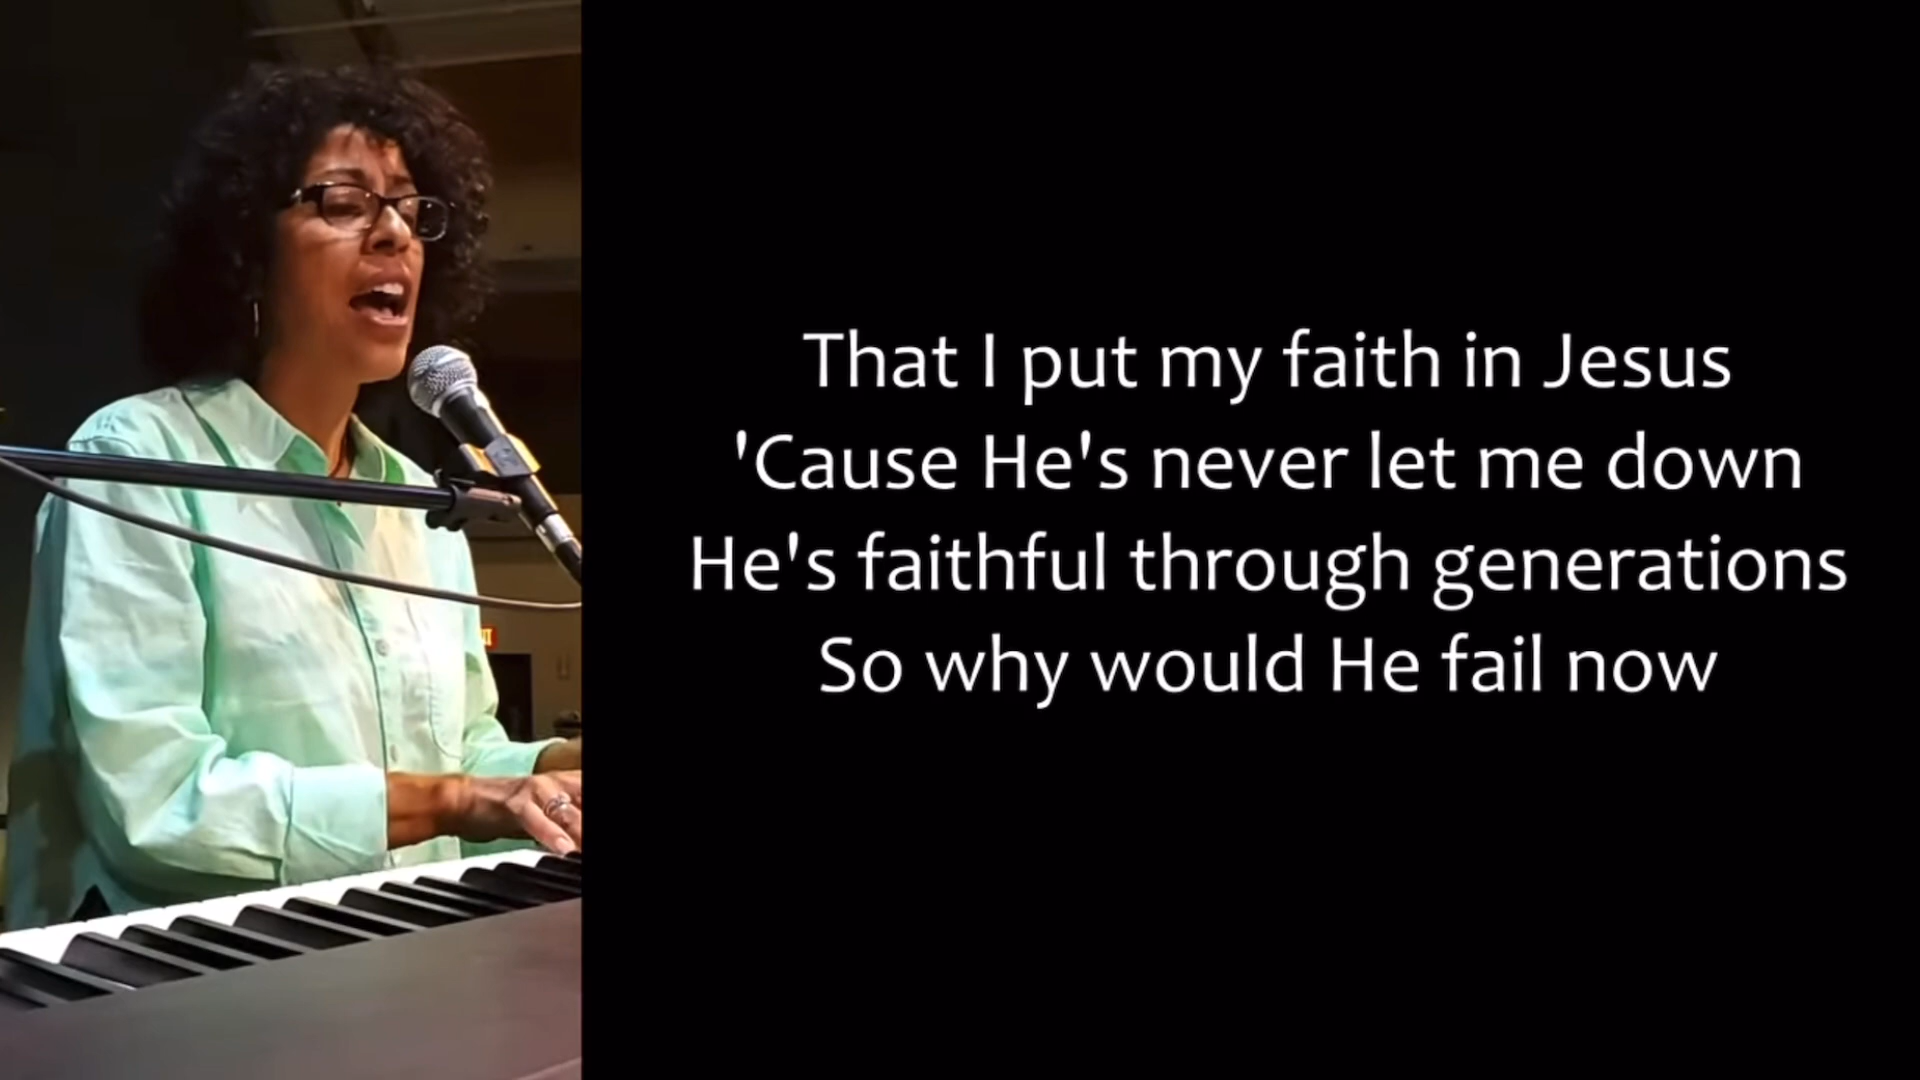 That I put my faith in Jesus
'Cause He's never let me down
He's faithful through generations
So why would He fail now